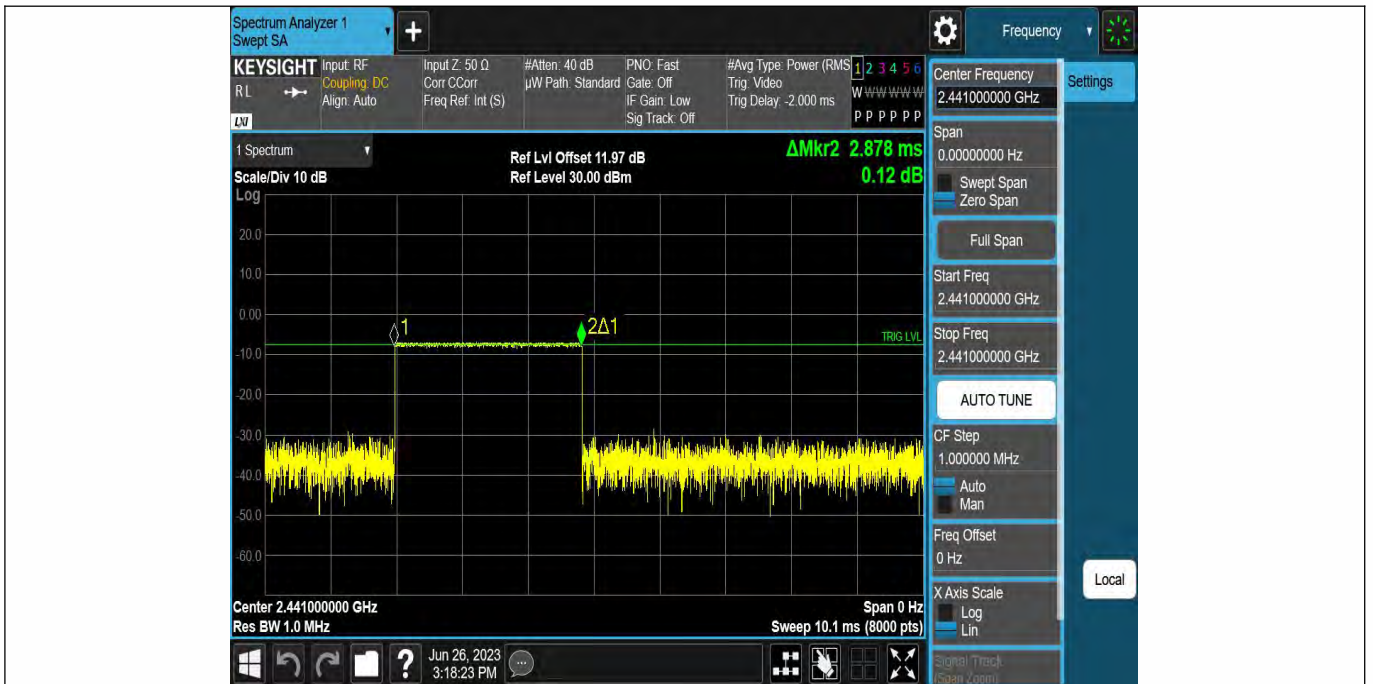 Spectrum Analyzer 1
Swept SA
+
Frequency
KEYSIGHT
RL
LXI
Input: RF
Coupling: DC
Align: Auto
Input Z: 50 Ω
Corr CCorr
Freq Ref: Int (S)
#Atten: 40 dB
µW Path: Standard
PNO: Fast
Gate: Off
IF Gain: Low
Sig Track: Off
#Avg Type: Power (RMS
Trig: Video
Trig Delay: -2.000 ms
1 2 3 4 5 6
W W W W W W
P P P P P P
1 Spectrum
Scale/Div 10 dB
Log
Ref Lvl Offset 11.97 dB
Ref Level 30.00 dBm
ΔMkr2 2.878 ms
0.12 dB
20.0
10.0
0.00
-10.0
-20.0
-30.0
-40.0
-50.0
-60.0
1
2Δ1
TRIG LVL
Center 2.441000000 GHz
Res BW 1.0 MHz
Span 0 Hz
Sweep 10.1 ms (8000 pts)
Center Frequency
2.441000000 GHz
Settings
Span
0.00000000 Hz
Swept Span
Zero Span
Full Span
Start Freq
2.441000000 GHz
Stop Freq
2.441000000 GHz
AUTO TUNE
CF Step
1.000000 MHz
Auto
Man
Freq Offset
0 Hz
X Axis Scale
Log
Lin
Signal Track
(Span Zoom)
Local
?
Jun 26, 2023
3:18:23 PM